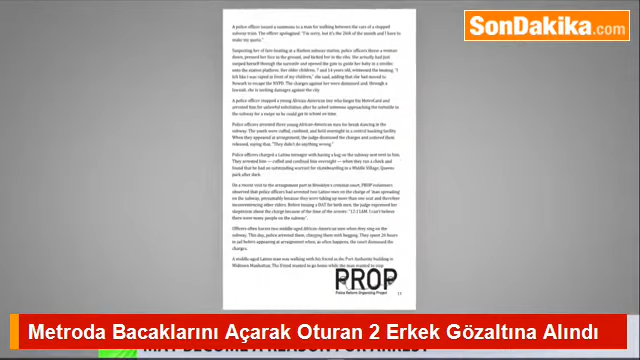 SonDakika.com
A police officer issued a summons to a man for walking between the cars of a stopped
subway train. The officer apologized: "I'm sorry, but it's the 26th of the month and I have to
make my quota."
Suspecting her of fare-beating at a Harlem subway station, police officers threw a woman
down, pressed her face to the ground, and kicked her in the ribs. She actually had just
swiped herself through the turnstile and opened the gate to guide her baby in a stroller
onto the station platform. Her older children, 7 and 14 years old, witnessed the beating. "I
felt like I was raped in front of my children," she said, adding that she had moved to
Newark to escape the NYPD. The charges against her were dismissed and, through a
lawsuit, she is seeking damages against the city.
A police officer stopped a young African-American boy who forgot his MetroCard and
arrested him for unlawful solicitation after he asked someone approaching the turnstile to
the subway for a swipe so he could get to school on time.
Police officers arrested three young African-American men for break dancing in the
subway. The youth were cuffed, confined, and held overnight in a central booking facility.
When they appeared at arraignment, the judge dismissed the charges and ordered them
released, saying that, "They didn't do anything wrong."
Police officers charged a Latino teenager with having a bag on the subway seat next to him.
They arrested him — cuffed and confined him overnight — when they ran a check and
found that he had an outstanding warrant for skateboarding in a Middle Village, Queens
park after dark.
On a recent visit to the arraignment part in Brooklyn's criminal court, PROP volunteers
observed that police officers had arrested two Latino men on the charge of "man spreading"
on the subway, presumably because they were taking up more than one seat and therefore
inconveniencing other riders. Before issuing an ACD for both men, the judge expressed her
skepticism about the charge because of the time of the arrests: "12:11AM, I can't believe
there were many people on the subway".
Officers often harass two middle-aged African-American men when they sing on the
subway. This day, police arrested them, charging them with begging. They spent 20 hours
in jail before appearing at arraignment when, as often happens, the court dismissed the
charges.
A middle-aged Latino man was walking with his friend in the Port Authority building in
Midtown Manhattan. The friend wanted to go home while the man wanted to stop
PROP
Police Reform Organizing Project
Metroda Bacaklarını Açarak Oturan 2 Erkek Gözaltına Alındı